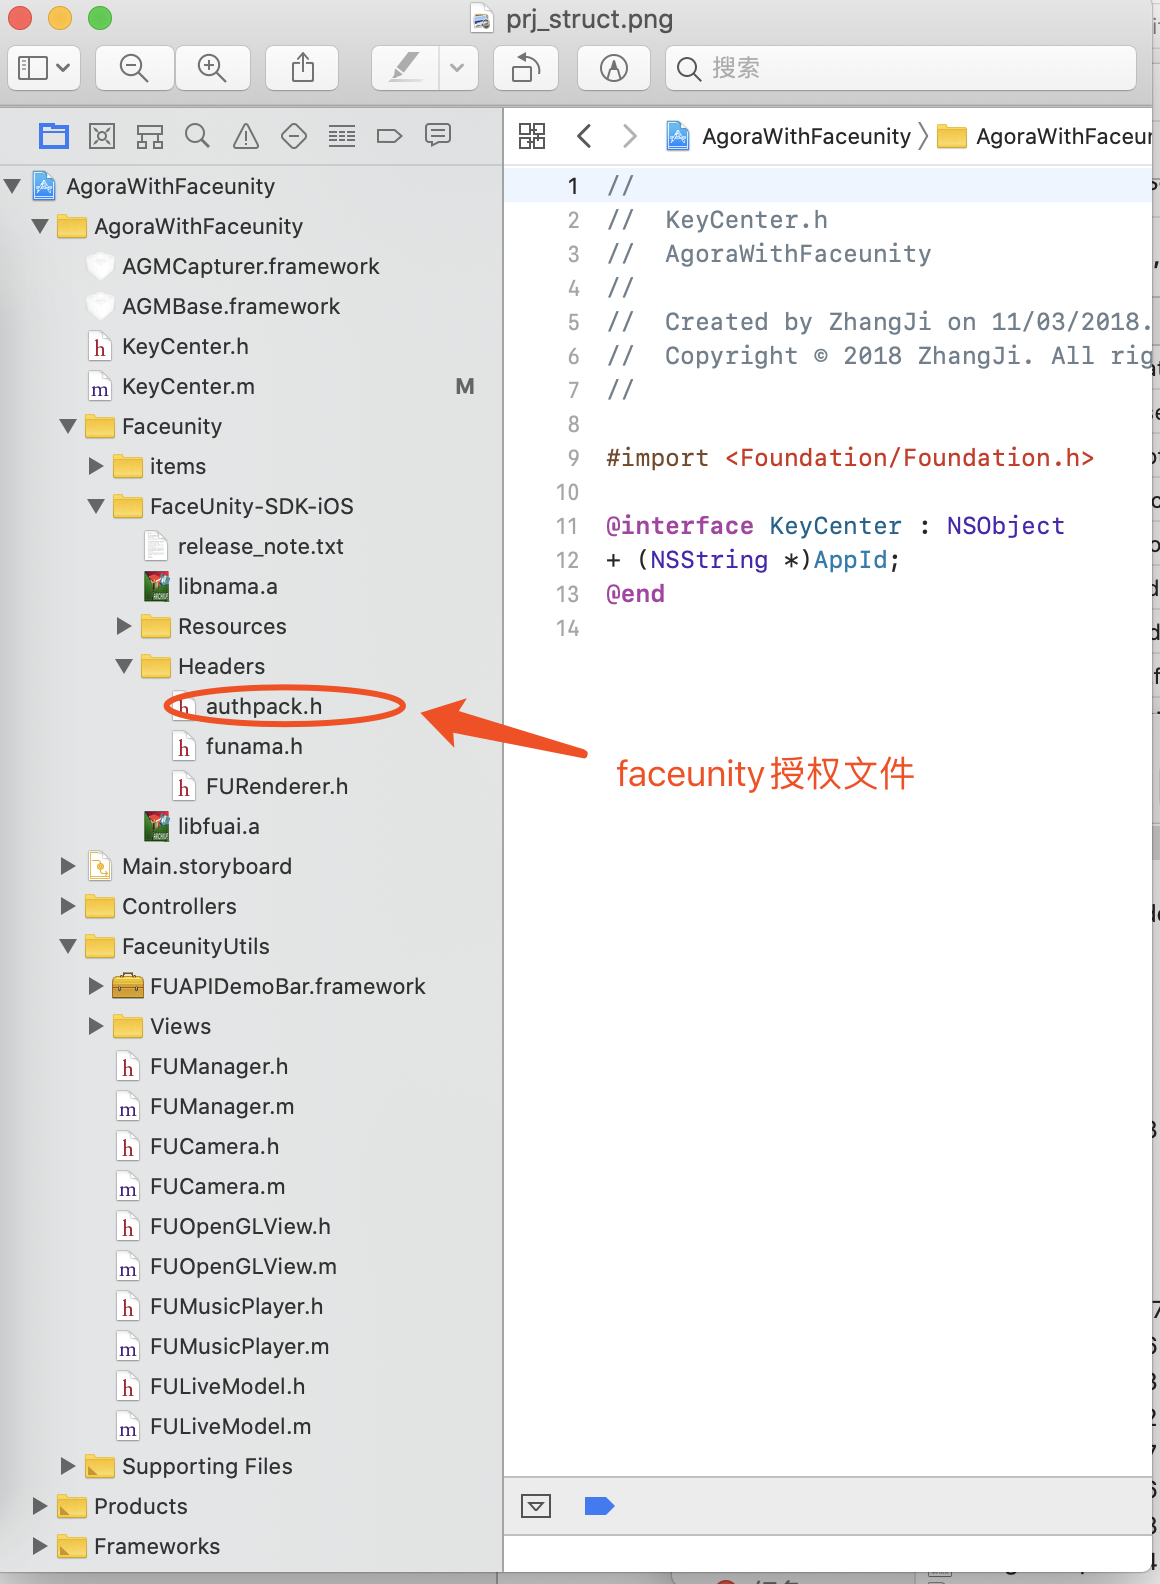 prj_struct.png
搜索
AgoraWithFaceunity
AgoraWithFaceunity
AGMCapturer.framework
AGMBase.framework
KeyCenter.h
KeyCenter.m M
Faceunity
items
FaceUnity-SDK-iOS
release_note.txt
libnama.a
Resources
Headers
authpack.h
funama.h
FURenderer.h
libfuai.a
Main.storyboard
Controllers
FaceunityUtils
FUAPIDemoBar.framework
Views
FUManager.h
FUManager.m
FUCamera.h
FUCamera.m
FUOpenGLView.h
FUOpenGLView.m
FUMusicPlayer.h
FUMusicPlayer.m
FULiveModel.h
FULiveModel.m
Supporting Files
Products
Frameworks
AgoraWithFaceunity AgoraWithFaceun
1 //
2 // KeyCenter.h
3 // AgoraWithFaceunity
4 //
5 // Created by ZhangJi on 11/03/2018.
6 // Copyright © 2018 ZhangJi. All rig
7 //
8
9 #import <Foundation/Foundation.h>
10
11 @interface KeyCenter : NSObject
12 + (NSString *)AppId;
13 @end
14
faceunity授权文件